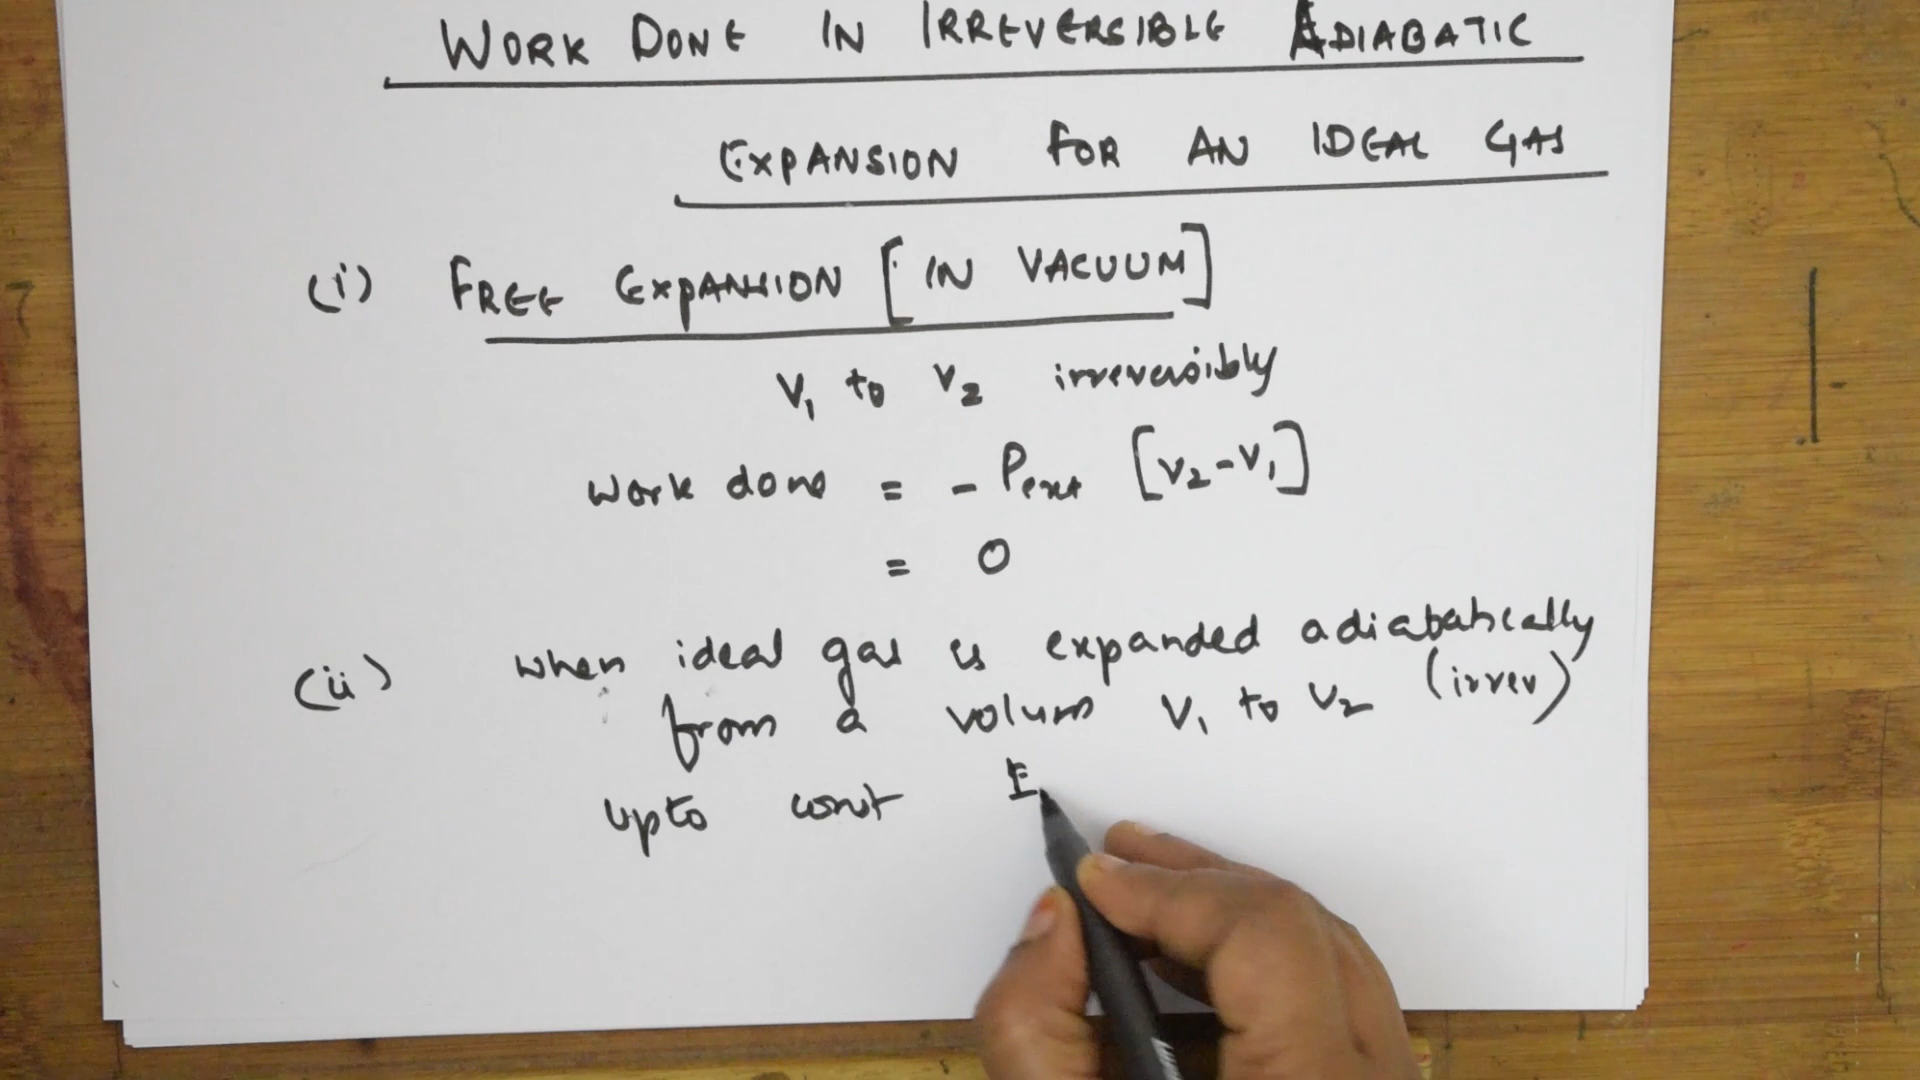 WORK DONE IN IRREVERSIBLE ADIABATIC
EXPANSION FOR AN IDEAL GAS
(i) FREE EXPANSION [IN VACUUM]
V₁ to V₂ irreversibly
Work done = - Pext [V₂-V₁]
= 0
(ii) when ideal gas is expanded adiabatically
from a volume V₁ to V₂ (irrev)
upto const E